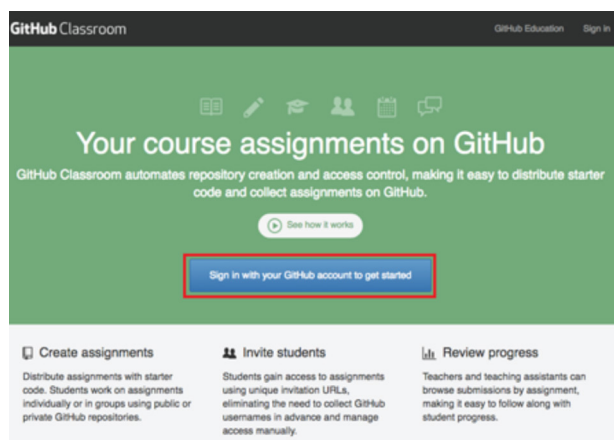 GitHub Classroom
GitHub Education Sign in
Your course assignments on GitHub
GitHub Classroom automates repository creation and access control, making it easy to distribute starter
code and collect assignments on GitHub.
See how it works
Sign in with your GitHub account to get started
Create assignments
Distribute assignments with starter
code. Students work on assignments
individually or in groups using public or
private GitHub repositories.
Invite students
Students gain access to assignments
using unique invitation URLs,
eliminating the need to collect GitHub
usernames in advance and manage
access manually.
Review progress
Teachers and teaching assistants can
browse submissions by assignment,
making it easy to follow along with
student progress.